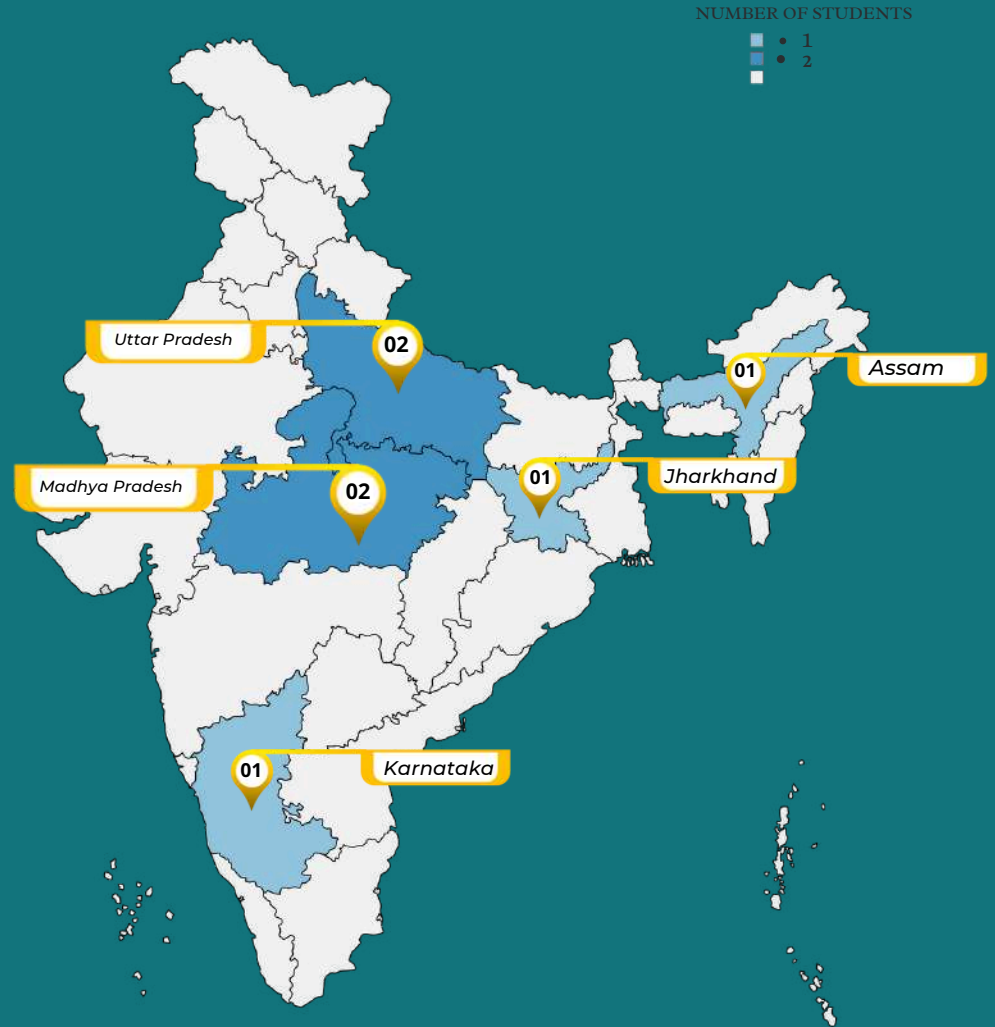 NUMBER OF STUDENTS
• 1
• 2
Uttar Pradesh
02
01
Assam
Madhya Pradesh
02
01
Jharkhand
01
Karnataka